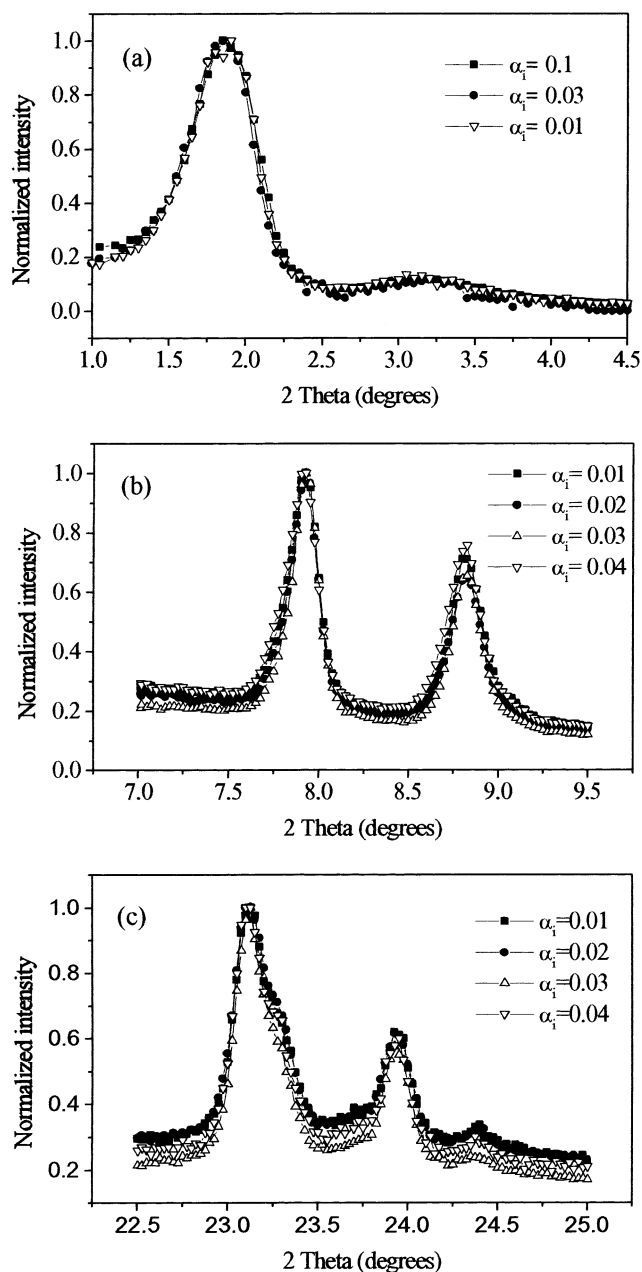 (a)
αi= 0.1
αi= 0.03
αi= 0.01
Normalized intensity
1.0
0.8
0.6
0.4
0.2
0.0
1.0 1.5 2.0 2.5 3.0 3.5 4.0 4.5
2 Theta (degrees)
(b)
αi= 0.01
αi= 0.02
αi= 0.03
αi= 0.04
Normalized intensity
1.0
0.8
0.6
0.4
0.2
0.0
7.0 7.5 8.0 8.5 9.0 9.5
2 Theta (degrees)
(c)
αi=0.01
αi=0.02
αi=0.03
αi=0.04
Normalized intensity
1.0
0.8
0.6
0.4
0.2
22.5 23.0 23.5 24.0 24.5 25.0
2 Theta (degrees)